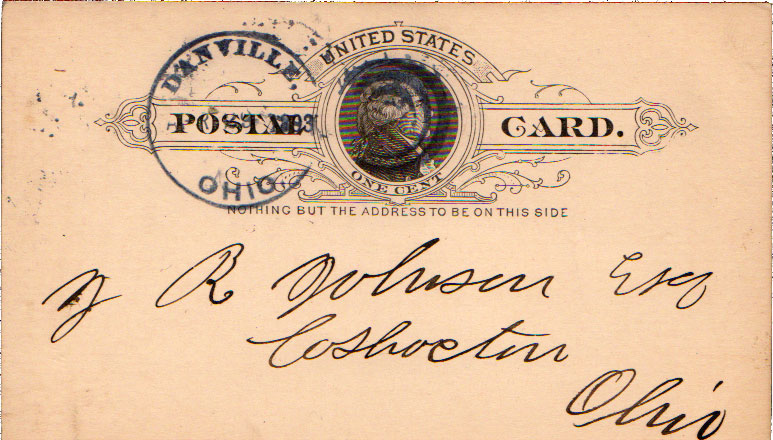 DANVILLE,
1893
OHIO
UNITED STATES
POSTAL CARD.
ONE CENT
NOTHING BUT THE ADDRESS TO BE ON THIS SIDE
R Johnson Esq
Coshocton
Ohio